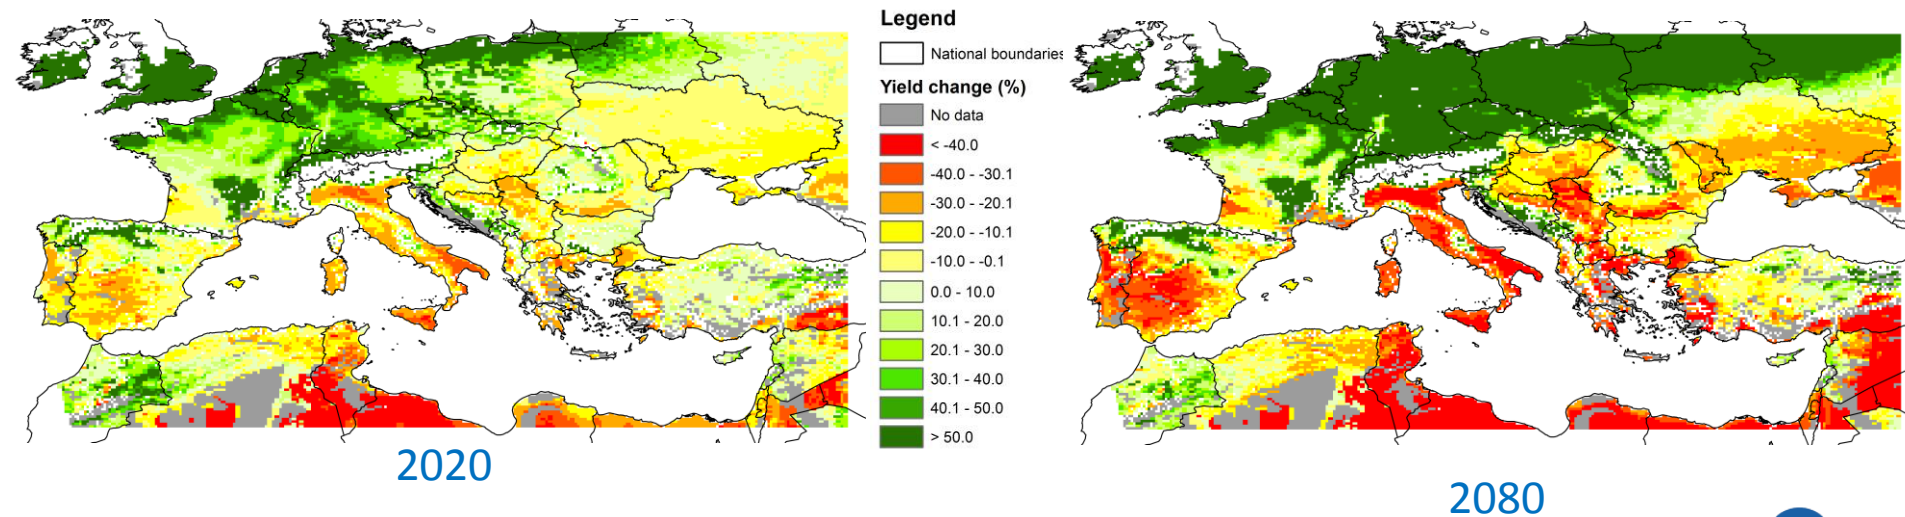 Legend
National boundaries
Yield change (%)
No data
< -40.0
-40.0 - -30.1
-30.0 - -20.1
-20.0 - -10.1
-10.0 - -0.1
0.0 - 10.0
10.1 - 20.0
20.1 - 30.0
30.1 - 40.0
40.1 - 50.0
> 50.0
2020
2080